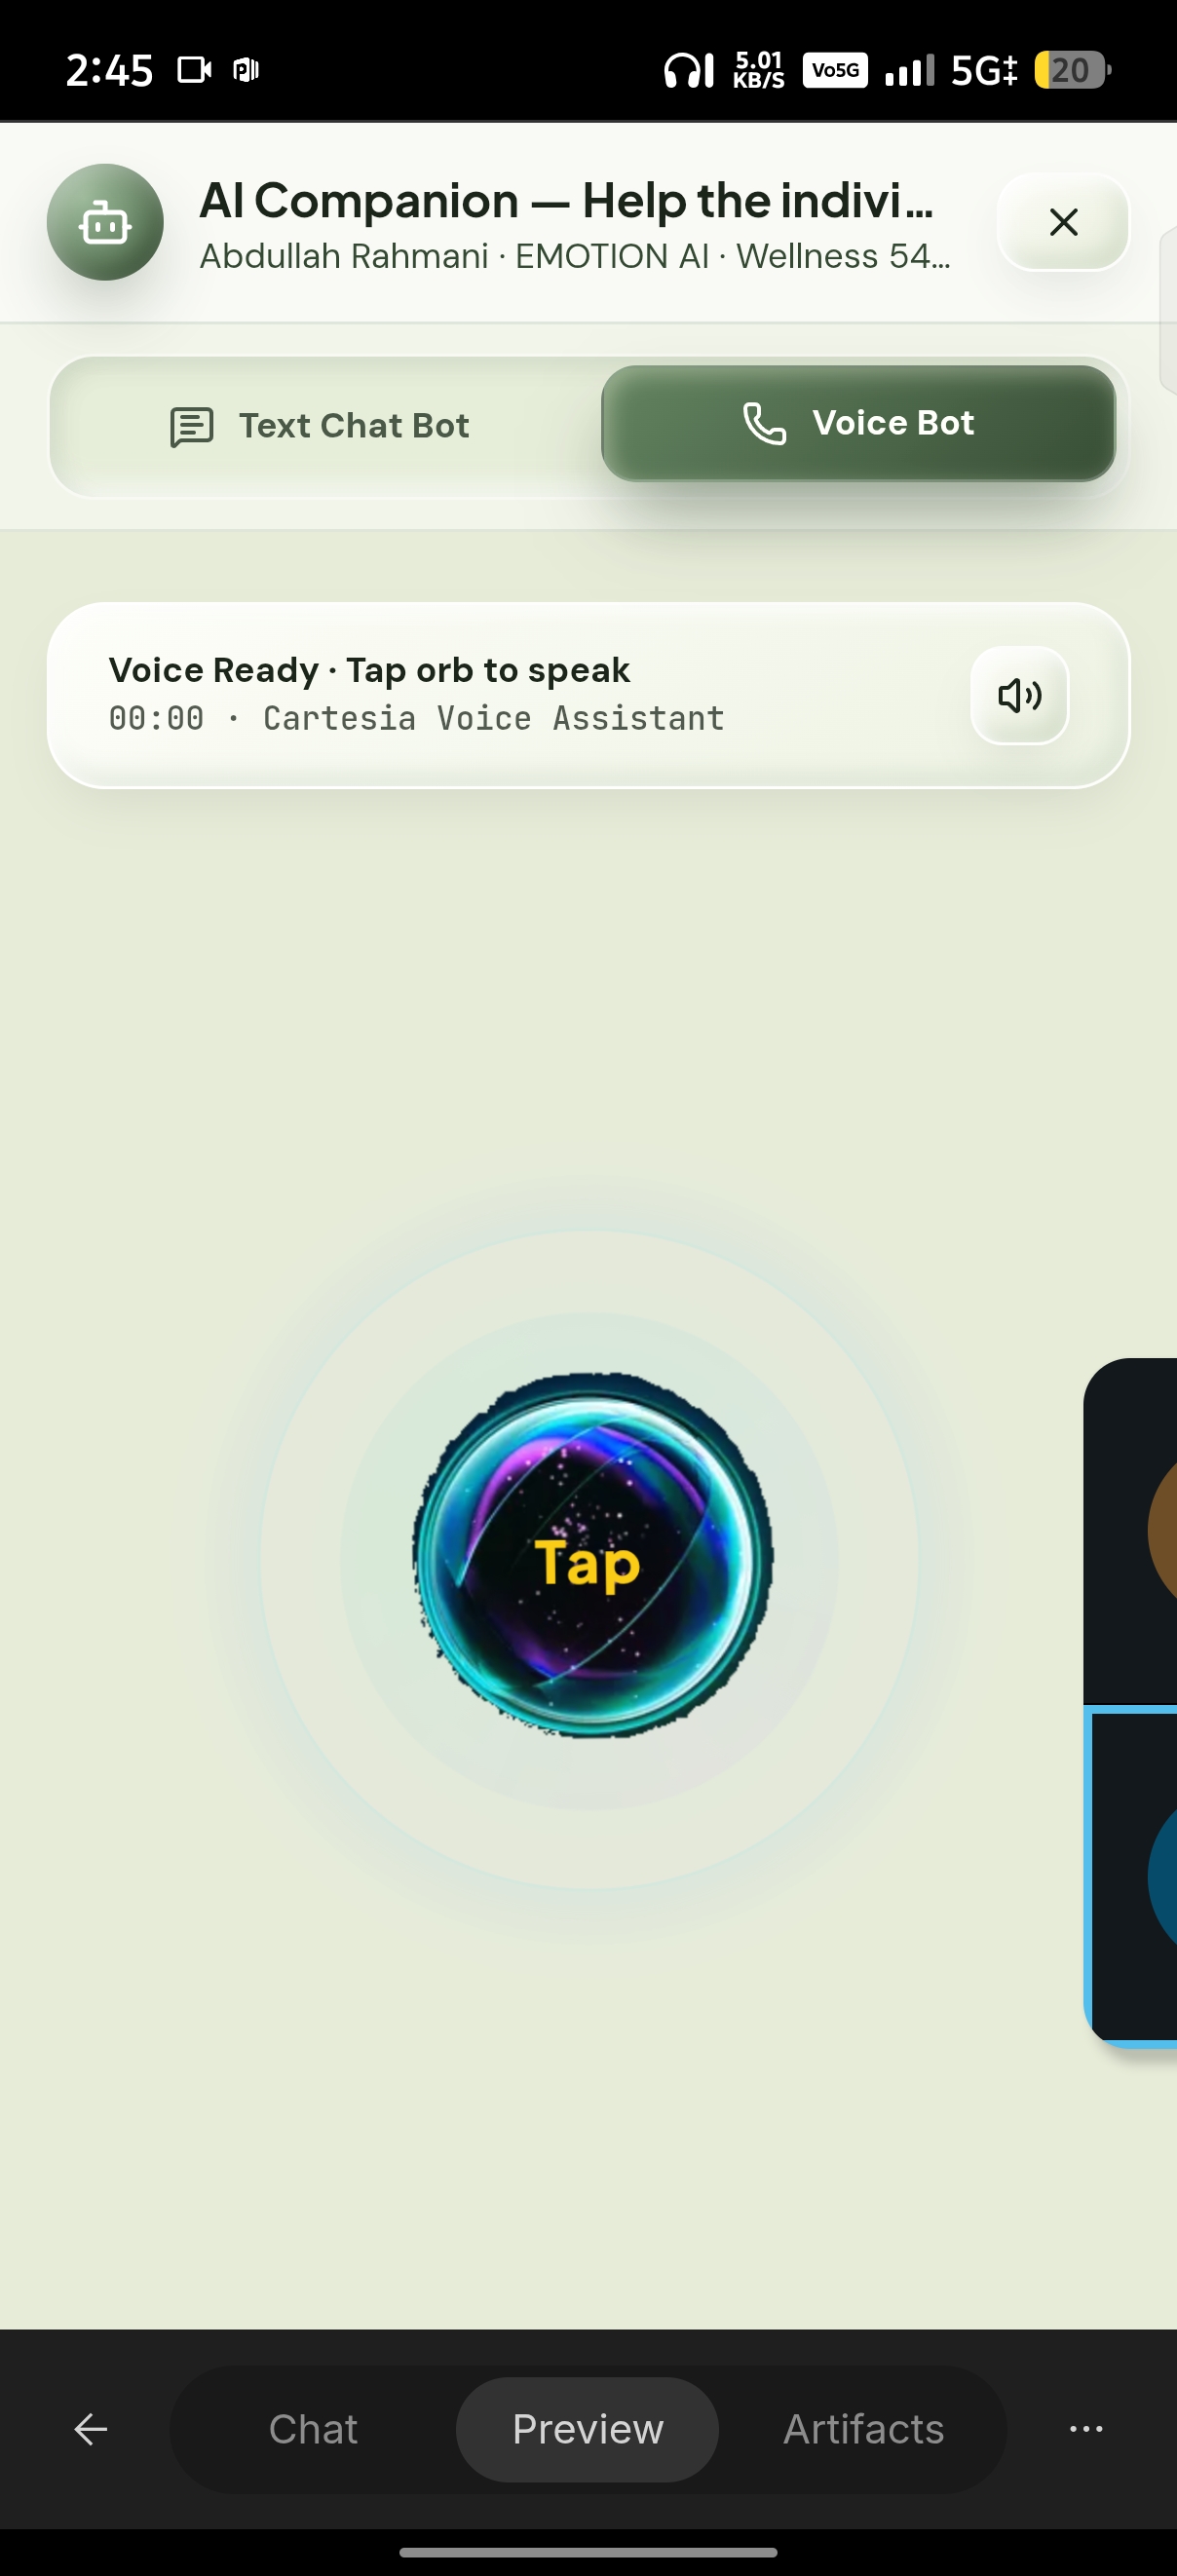 2:45
5.01 KB/S Vo5G 5G‡ 20
AI Companion — Help the indivi...
Abdullah Rahmani · EMOTION AI · Wellness 54...
Text Chat Bot
Voice Bot
Voice Ready · Tap orb to speak
00:00 · Cartesia Voice Assistant
Tap
Chat
Preview
Artifacts